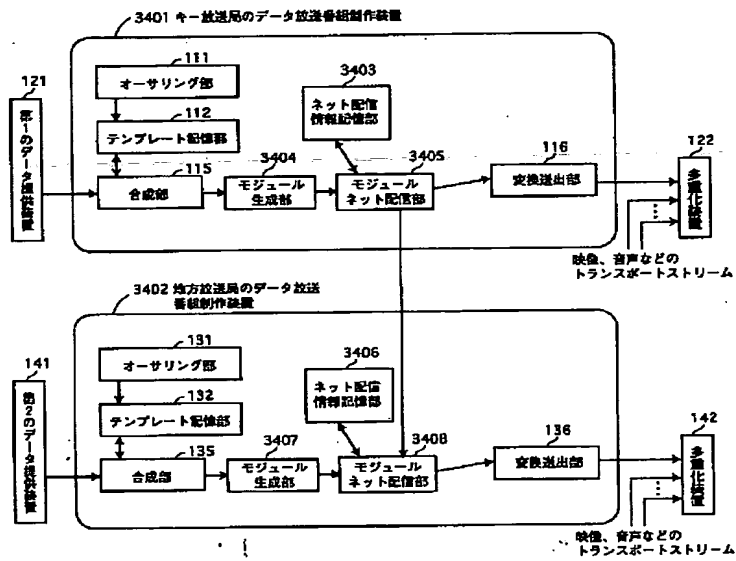 3401 キー放送局のデータ放送番組制作装置
121
第1のデータ提供装置
111
オーサリング部
112
テンプレート記憶部
115
合成部
3404
モジュール
生成部
3403
ネット配信
情報記憶部
3405
モジュール
ネット配信部
116
変換送出部
122
多重化装置
映像、音声などの
トランスポートストリーム
3402 地方放送局のデータ放送
番組制作装置
141
第2のデータ提供装置
131
オーサリング部
132
テンプレート記憶部
135
合成部
3407
モジュール
生成部
3406
ネット配信
情報記憶部
3408
モジュール
ネット配信部
136
変換送出部
142
多重化装置
映像、音声などの
トランスポートストリーム